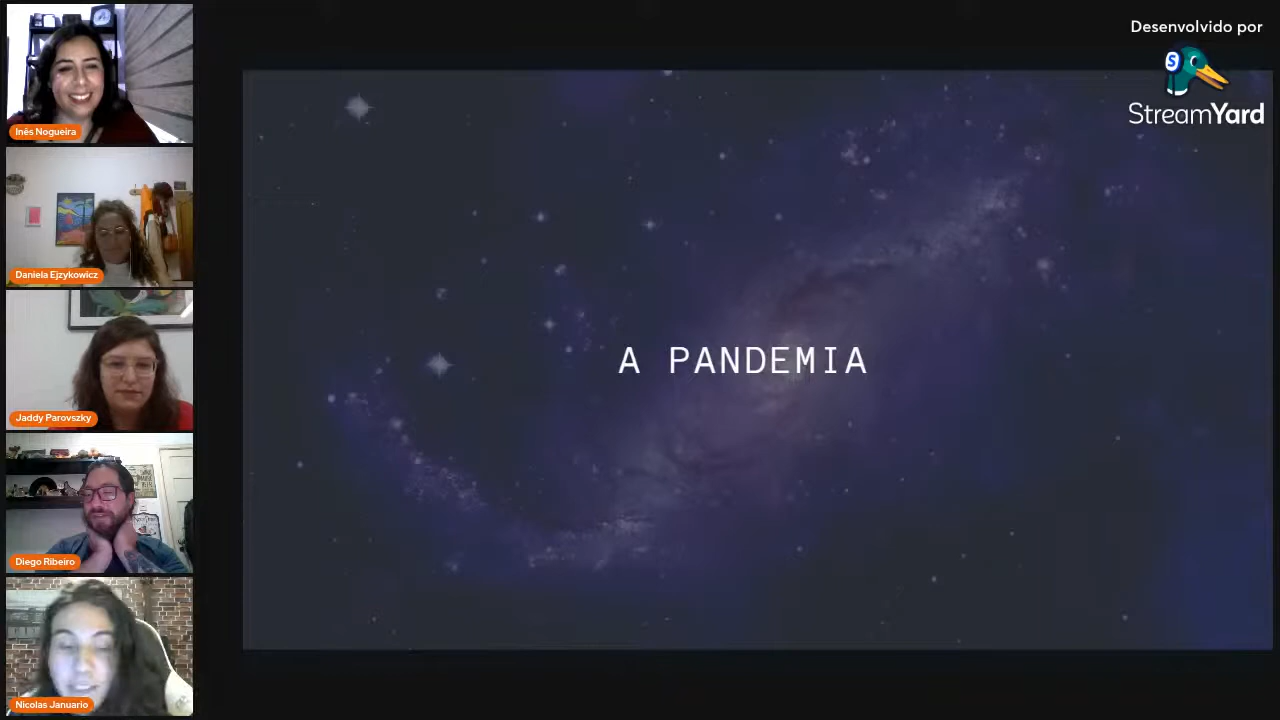 Inês Nogueira
Daniela Ejzykowicz
Jaddy Parovszky
Diego Ribeiro
Nicolas Januario
A PANDEMIA
Desenvolvido por
S
StreamYard